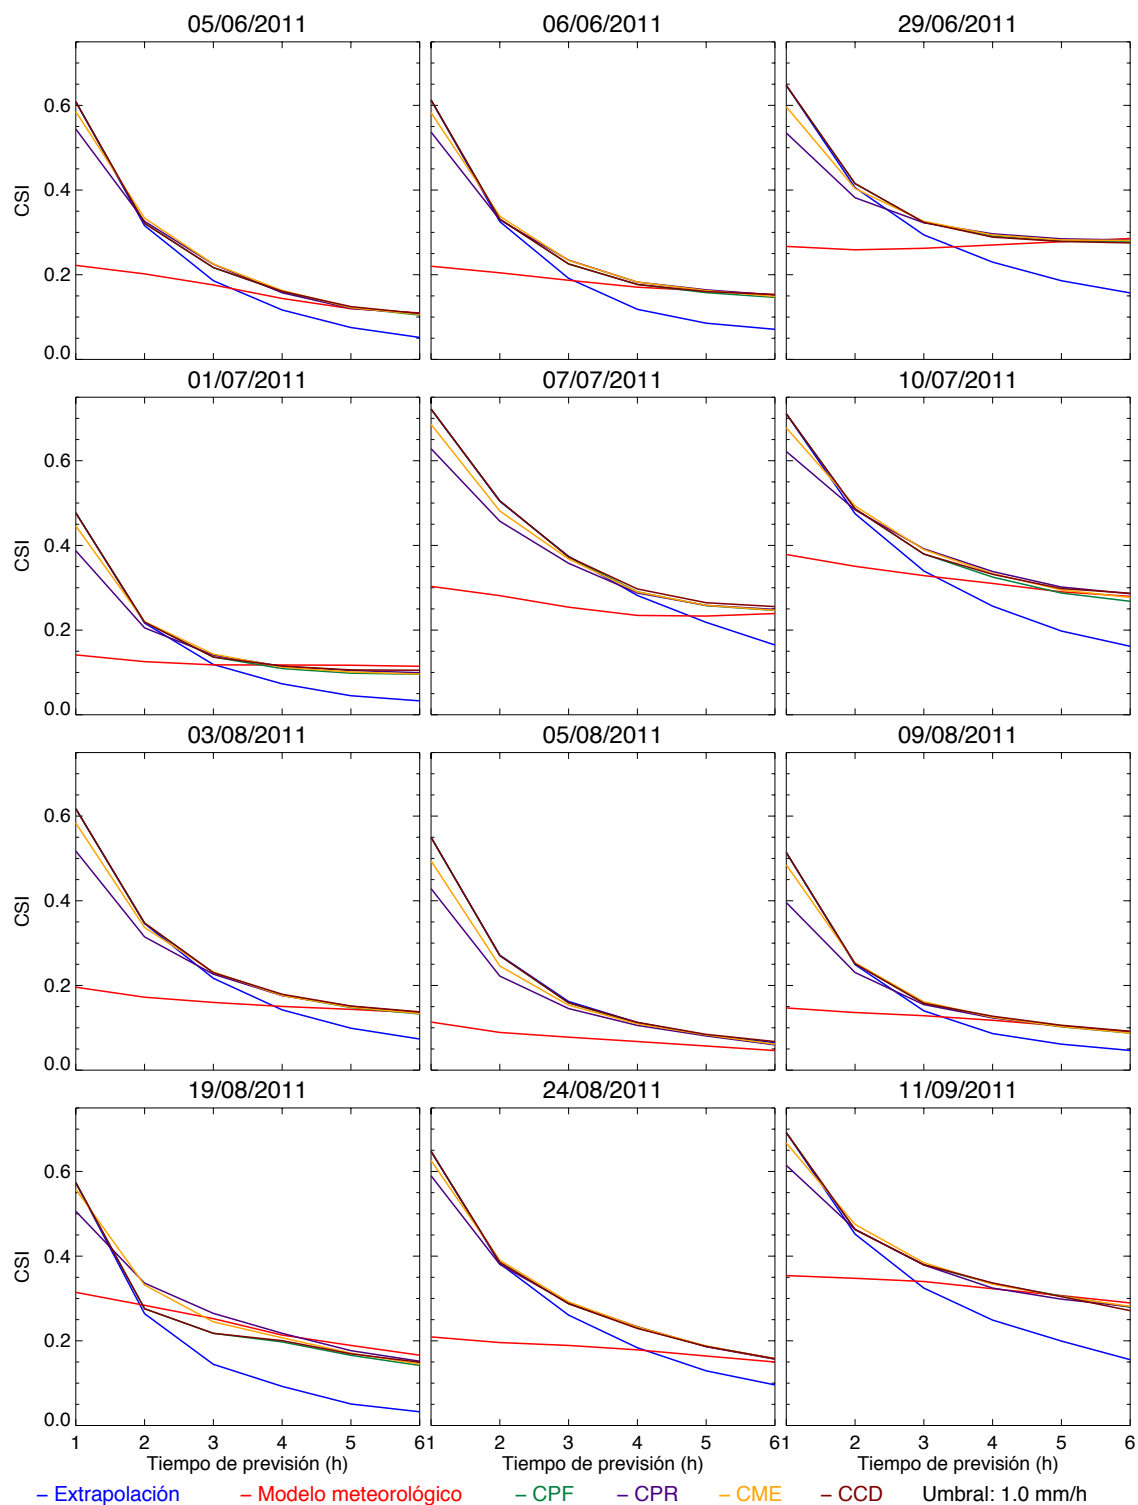 05/06/2011 06/06/2011 29/06/2011
0.6
0.4
CSI
0.2
0.0
01/07/2011 07/07/2011 10/07/2011
0.6
0.4
CSI
0.2
0.0
03/08/2011 05/08/2011 09/08/2011
0.6
0.4
CSI
0.2
0.0
19/08/2011 24/08/2011 11/09/2011
0.6
0.4
CSI
0.2
0.0
1 2 3 4 5 6 1 2 3 4 5 6 1 2 3 4 5 6
Tiempo de previsión (h) Tiempo de previsión (h) Tiempo de previsión (h)
– Extrapolación – Modelo meteorológico – CPF – CPR – CME – CCD Umbral: 1.0 mm/h